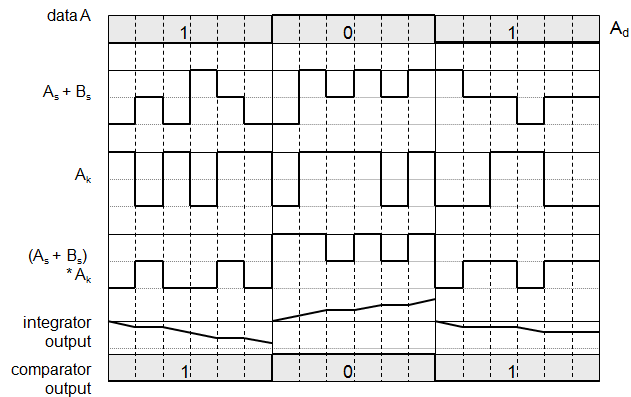 data A
1 0 1
A_d
A_s + B_s
A_k
(A_s + B_s)
* A_k
integrator
output
comparator
output
1 0 1